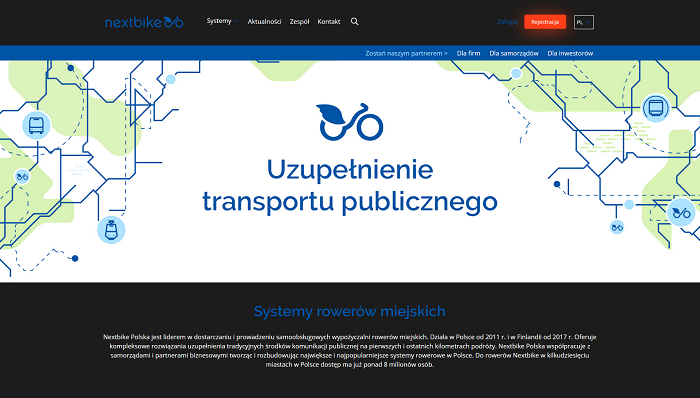 nextbike
Systemy Aktualności Zespół Kontakt
Zaloguj Rejestracja PL
Zostań naszym partnerem > Dla firm Dla samorządów Dla inwestorów
Uzupełnienie
transportu publicznego
Systemy rowerów miejskich
Nextbike Polska jest liderem w dostarczaniu i prowadzeniu samoobsługowych wypożyczalni rowerów miejskich. Działa w Polsce od 2011 r. i w Finlandii od 2017 r. Oferuje
kompleksowe rozwiązania uzupełnienia tradycyjnych środków komunikacji publicznej na pierwszych i ostatnich kilometrach podróży. Nextbike Polska współpracuje z
samorządami i partnerami biznesowymi tworząc i rozbudowując największe i najpopularniejsze systemy rowerowe w Polsce. Do rowerów Nextbike w kilkudziesięciu
miastach w Polsce dostęp ma już ponad 8 milionów osób.